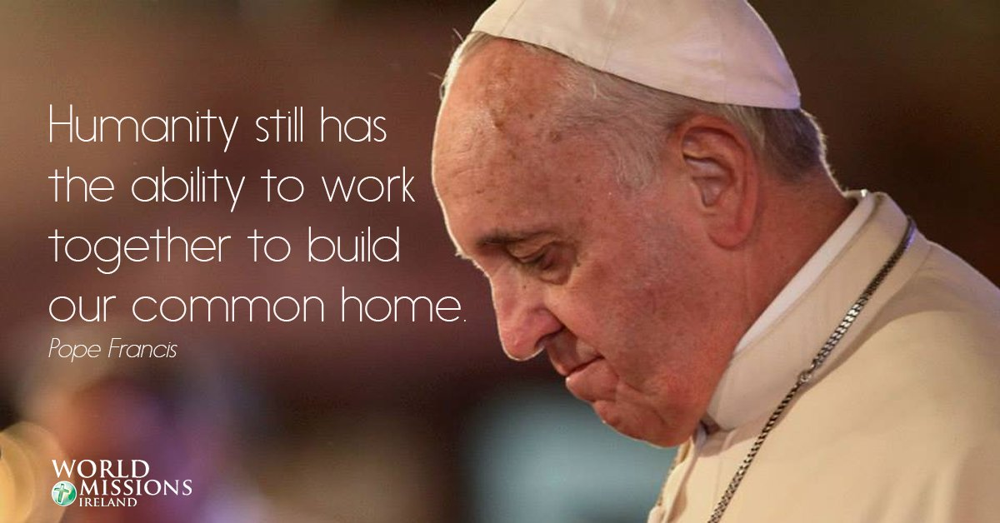 Humanity still has
the ability to work
together to build
our common home.
Pope Francis
WORLD
MISSIONS
IRELAND